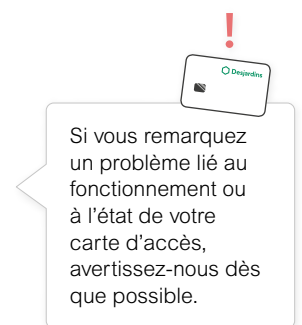 !
Desjardins
Si vous remarquez
un problème lié au
fonctionnement ou
à l'état de votre
carte d'accès,
avertissez-nous dès
que possible.